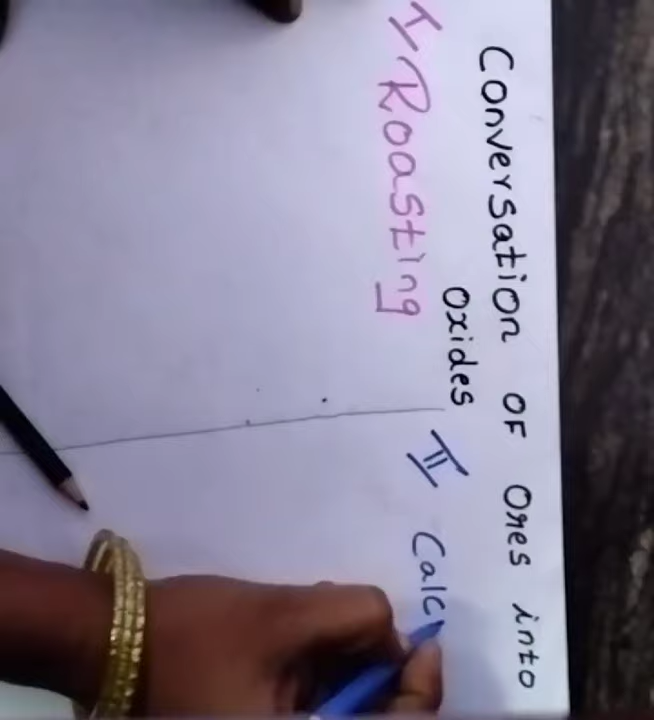 Conversation OF Ores into
Oxides
I, Roasting
II Calc